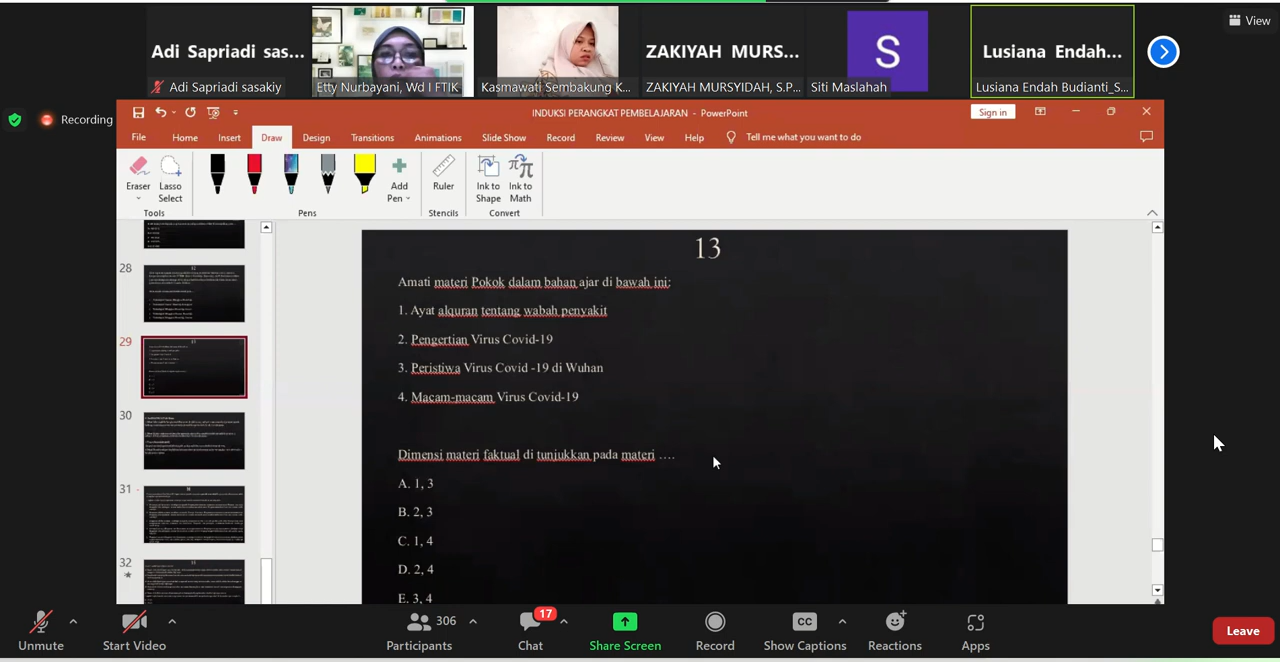 View
Adi Sapriadi sas...
ZAKIYAH MURS...
S
Lusiana Endah...
Adi Sapriadi sasakiy
Etty Nurbayani, Wd I FTIK
Kasmawati Sembakung K...
ZAKIYAH MURSYIDAH, S.P...
Siti Maslahah
Lusiana Endah Budianti_S...
Recording
INDUKSI PERANGKAT PEMBELAJARAN - PowerPoint
Sign in
File
Home
Insert
Draw
Design
Transitions
Animations
Slide Show
Record
Review
View
Help
Tell me what you want to do
Eraser
Lasso
Select
Add
Pen
Ruler
Ink to
Shape
Ink to
Math
Tools
Pens
Stencils
Convert
28
29
30
31
32
13
Amati materi Pokok dalam bahan ajar di bawah ini:
1. Ayat alquran tentang wabah penyakit
2. Pengertian Virus Covid-19
3. Peristiwa Virus Covid -19 di Wuhan
4. Macam-macam Virus Covid-19
Dimensi materi faktual di tunjukkan pada materi ....
A. 1, 3
B. 2, 3
C. 1, 4
D. 2, 4
E. 3, 4
Unmute
Start Video
306
Participants
17
Chat
Share Screen
Record
CC
Show Captions
Reactions
Apps
Leave